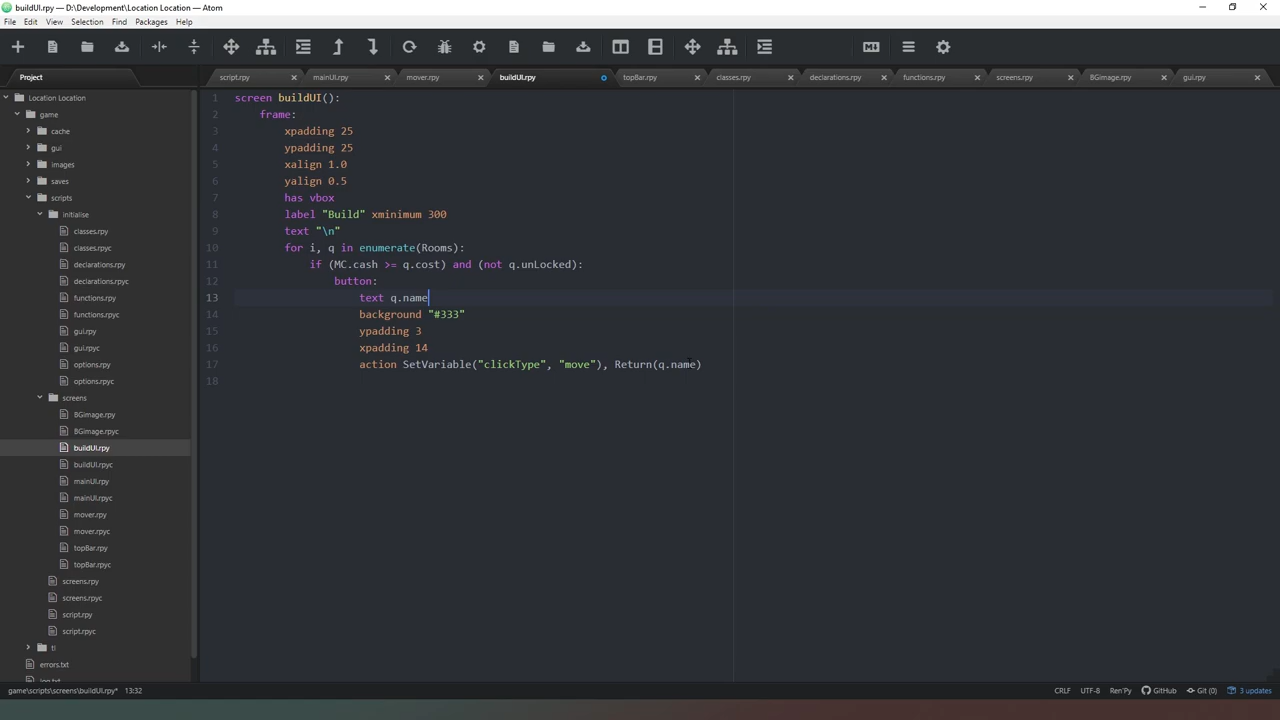 buildUI.rpy — D:\Development\Location Location — Atom
File Edit View Selection Find Packages Help
Project
script.rpy mainUI.rpy mover.rpy buildUI.rpy topBar.rpy classes.rpy declarations.rpy functions.rpy screens.rpy BGimage.rpy gui.rpy
Location Location
game
cache
gui
images
saves
scripts
initialise
classes.rpy
classes.rpyc
declarations.rpy
declarations.rpyc
functions.rpy
functions.rpyc
gui.rpy
gui.rpyc
options.rpy
options.rpyc
screens
BGimage.rpy
BGimage.rpyc
buildUI.rpy
buildUI.rpyc
mainUI.rpy
mainUI.rpyc
mover.rpy
mover.rpyc
topBar.rpy
topBar.rpyc
screens.rpy
screens.rpyc
script.rpy
script.rpyc
tl
errors.txt
log.txt
1 screen buildUI():
2 frame:
3 xpadding 25
4 ypadding 25
5 xalign 1.0
6 yalign 0.5
7 has vbox
8 label "Build" xminimum 300
9 text "\n"
10 for i, q in enumerate(Rooms):
11 if (MC.cash >= q.cost) and (not q.unLocked):
12 button:
13 text q.name
14 background "#333"
15 ypadding 3
16 xpadding 14
17 action SetVariable("clickType", "move"), Return(q.name)
18
game\scripts\screens\buildUI.rpy* 13:32
CRLF UTF-8 Ren'Py GitHub Git (0) 3 updates